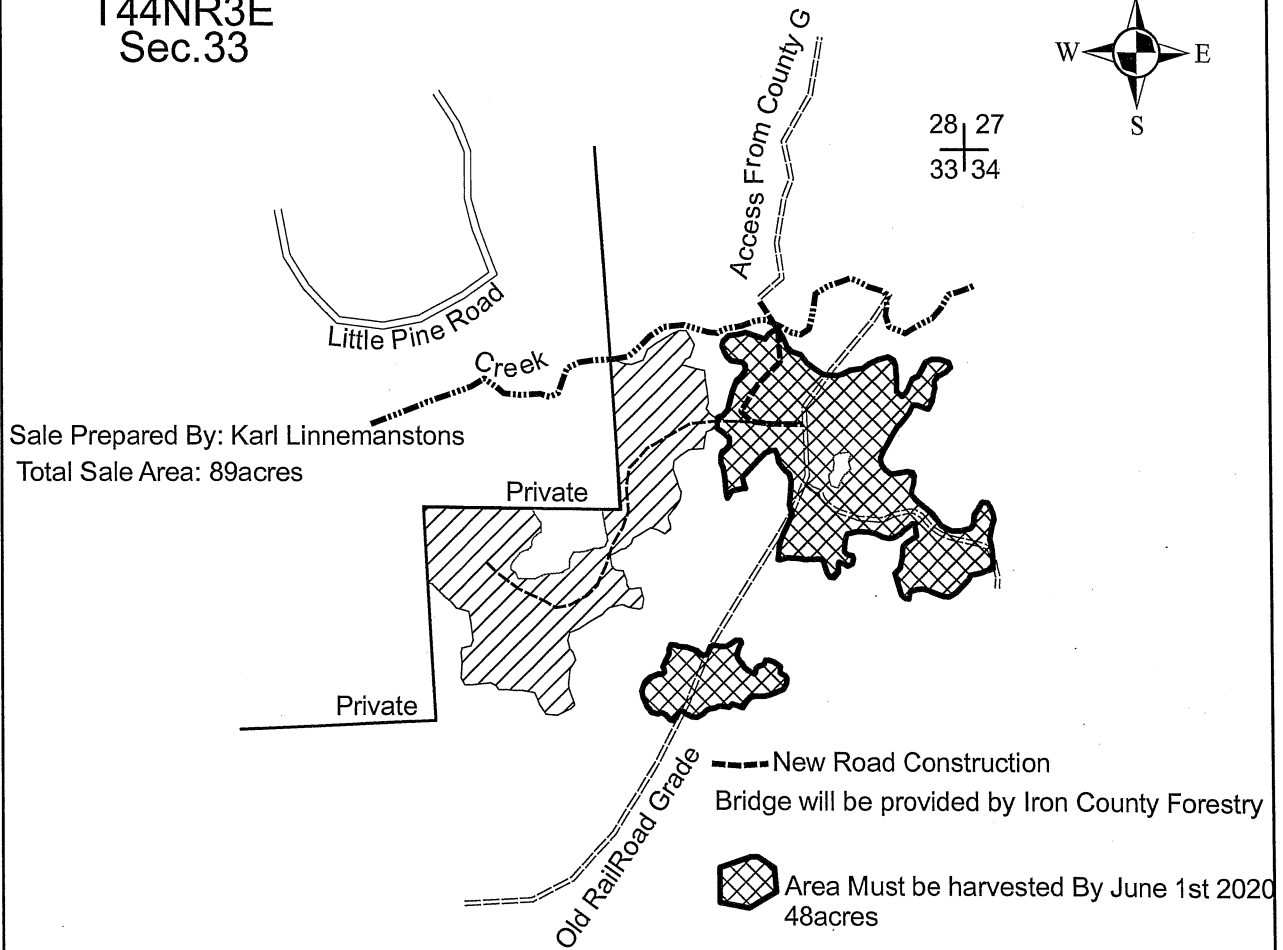 T44NR3E
Sec.33
W E
S
28 27
33 34
Access From County G
Little Pine Road
Creek
Sale Prepared By: Karl Linnemanstons
Total Sale Area: 89acres
Private
Private
New Road Construction
Bridge will be provided by Iron County Forestry
Old RailRoad Grade
Area Must be harvested By June 1st 2020
48acres